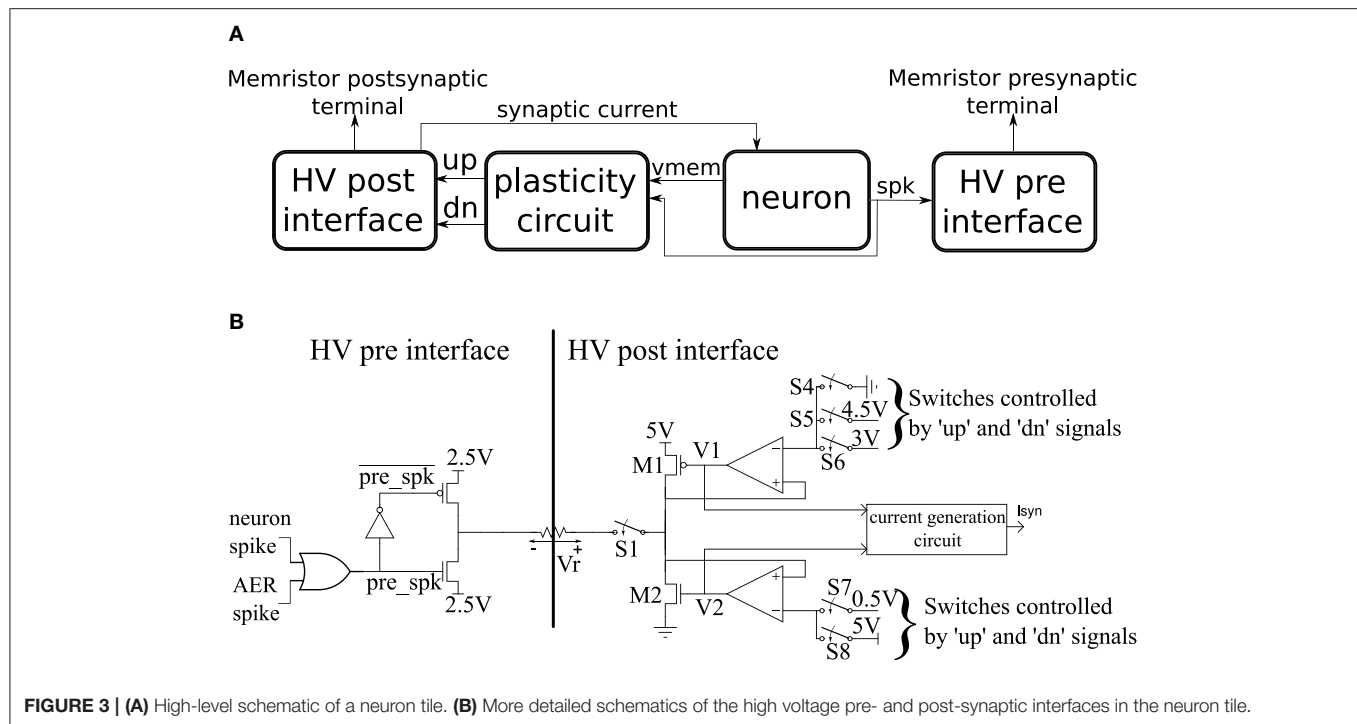 A
Memristor postsynaptic
terminal
Memristor presynaptic
terminal
synaptic current
HV post
interface
up
dn
plasticity
circuit
vmem
neuron
spk
HV pre
interface
B
HV pre interface
HV post interface
neuron
spike
AER
spike
pre_spk
pre_spk
2.5V
2.5V
-
+
Vr
S1
5V
M1
V1
M2
V2
-
+
+
-
S4
S5
4.5V
S6
3V
Switches controlled
by 'up' and 'dn' signals
current generation
circuit
Isyn
S7
0.5V
S8
5V
Switches controlled
by 'up' and 'dn' signals
FIGURE 3 | (A) High-level schematic of a neuron tile. (B) More detailed schematics of the high voltage pre- and post-synaptic interfaces in the neuron tile.